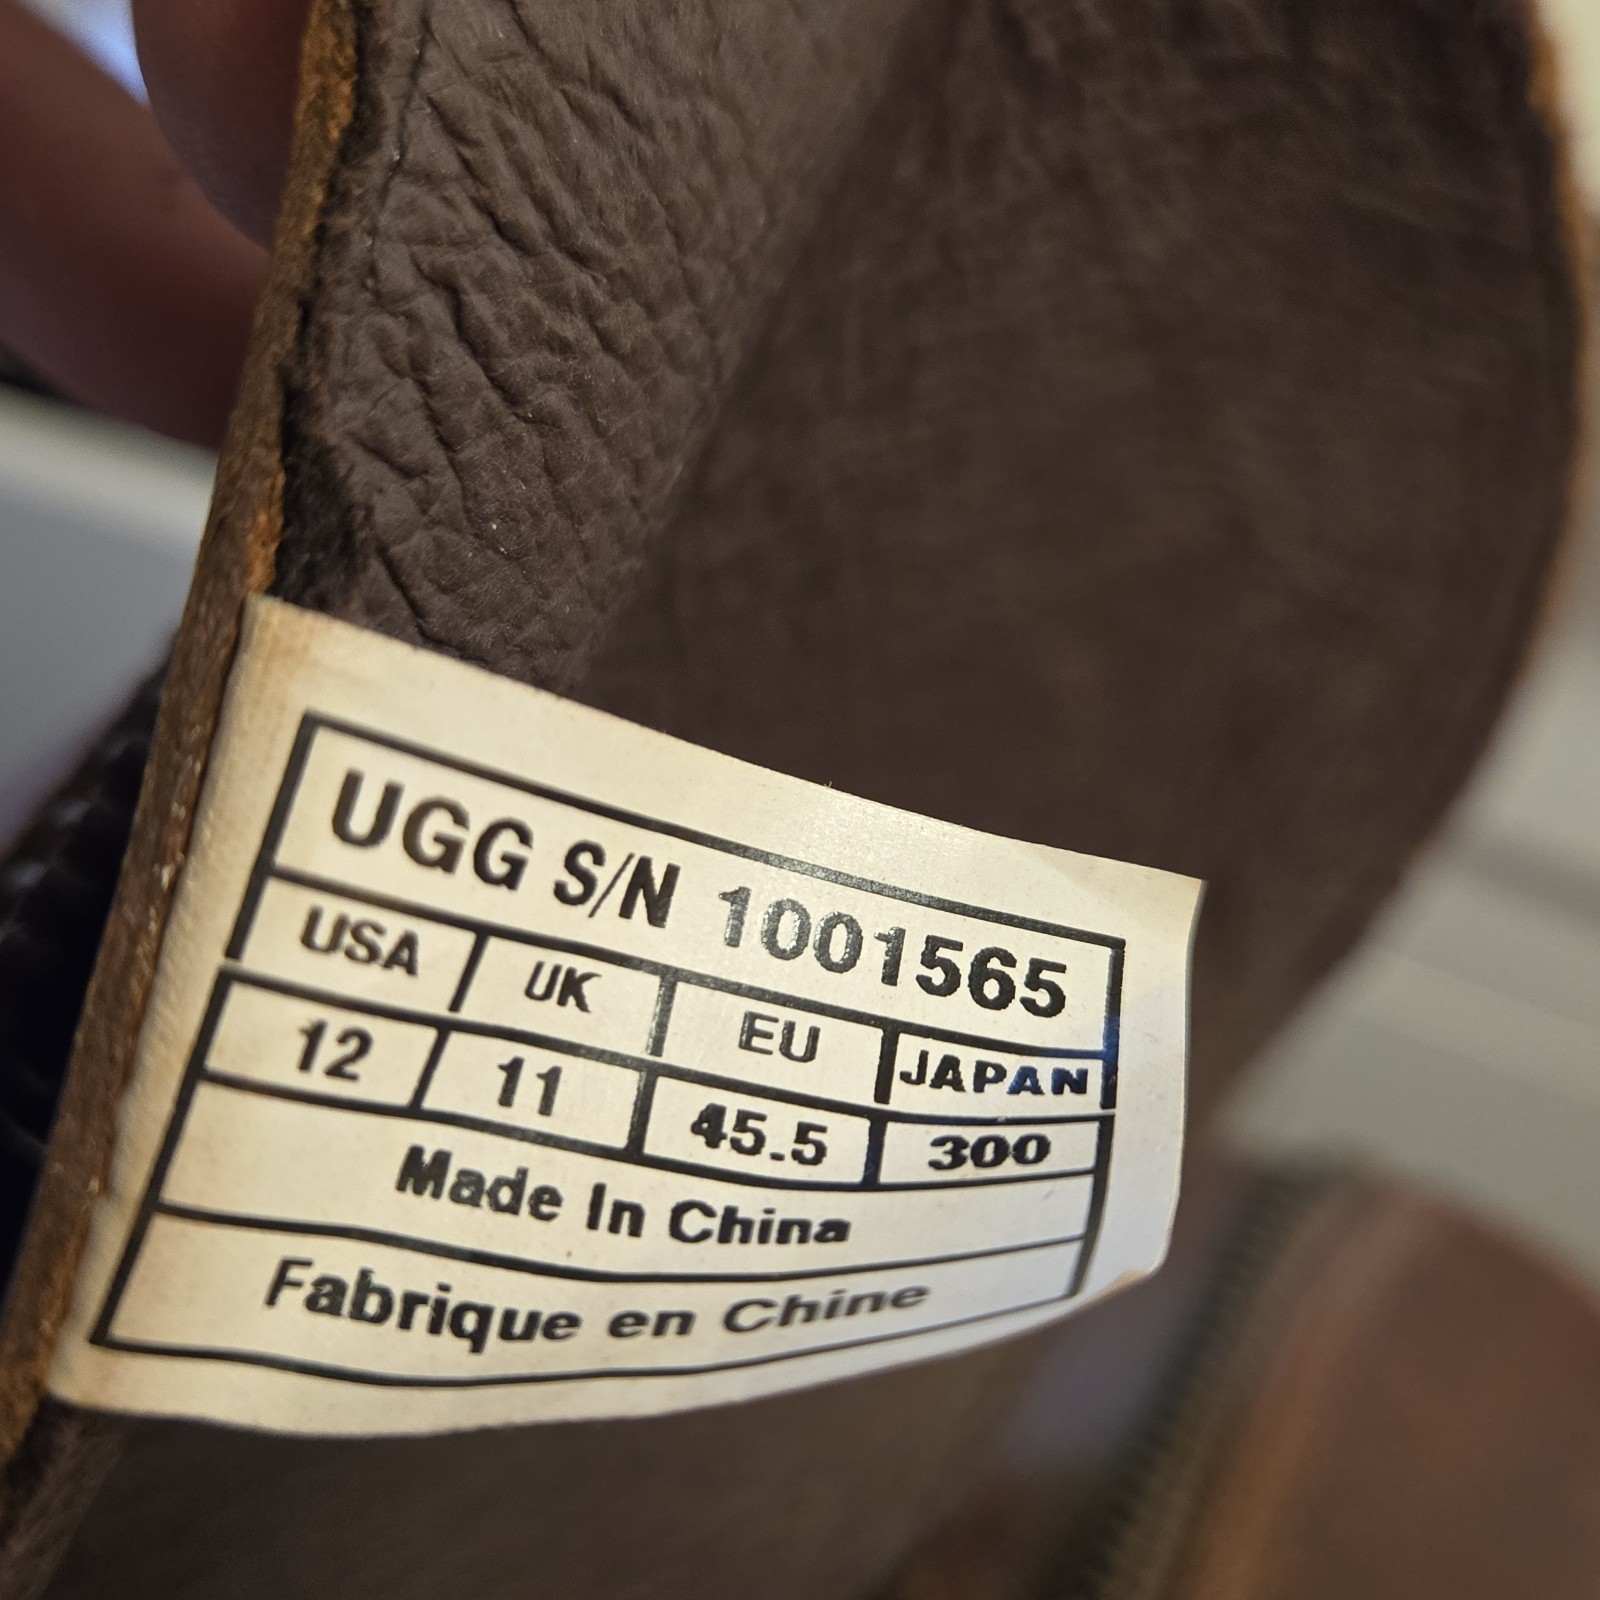 UGG S/N 1001565
USA UK EU JAPAN
12 11 45.5 300
Made In China
Fabrique en Chine